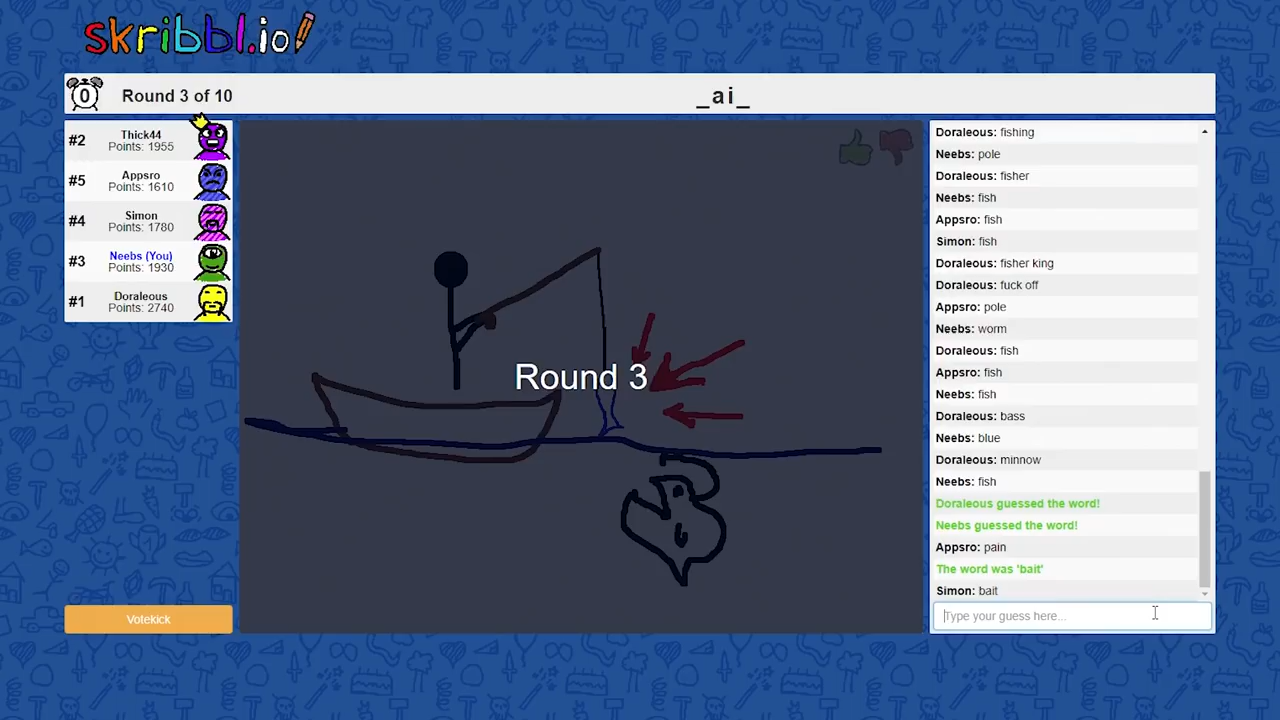 skribbl.io
0
Round 3 of 10
_ai_
#2
Thick44
Points: 1955
#5
Appsro
Points: 1610
#4
Simon
Points: 1780
#3
Neebs (You)
Points: 1930
#1
Doraleous
Points: 2740
Votekick
Round 3
Doraleous: fishing
Neebs: pole
Doraleous: fisher
Neebs: fish
Appsro: fish
Simon: fish
Doraleous: fisher king
Doraleous: fuck off
Appsro: pole
Neebs: worm
Doraleous: fish
Appsro: fish
Neebs: fish
Doraleous: bass
Neebs: blue
Doraleous: minnow
Neebs: fish
Doraleous guessed the word!
Neebs guessed the word!
Appsro: pain
The word was 'bait'
Simon: bait
Type your guess here...